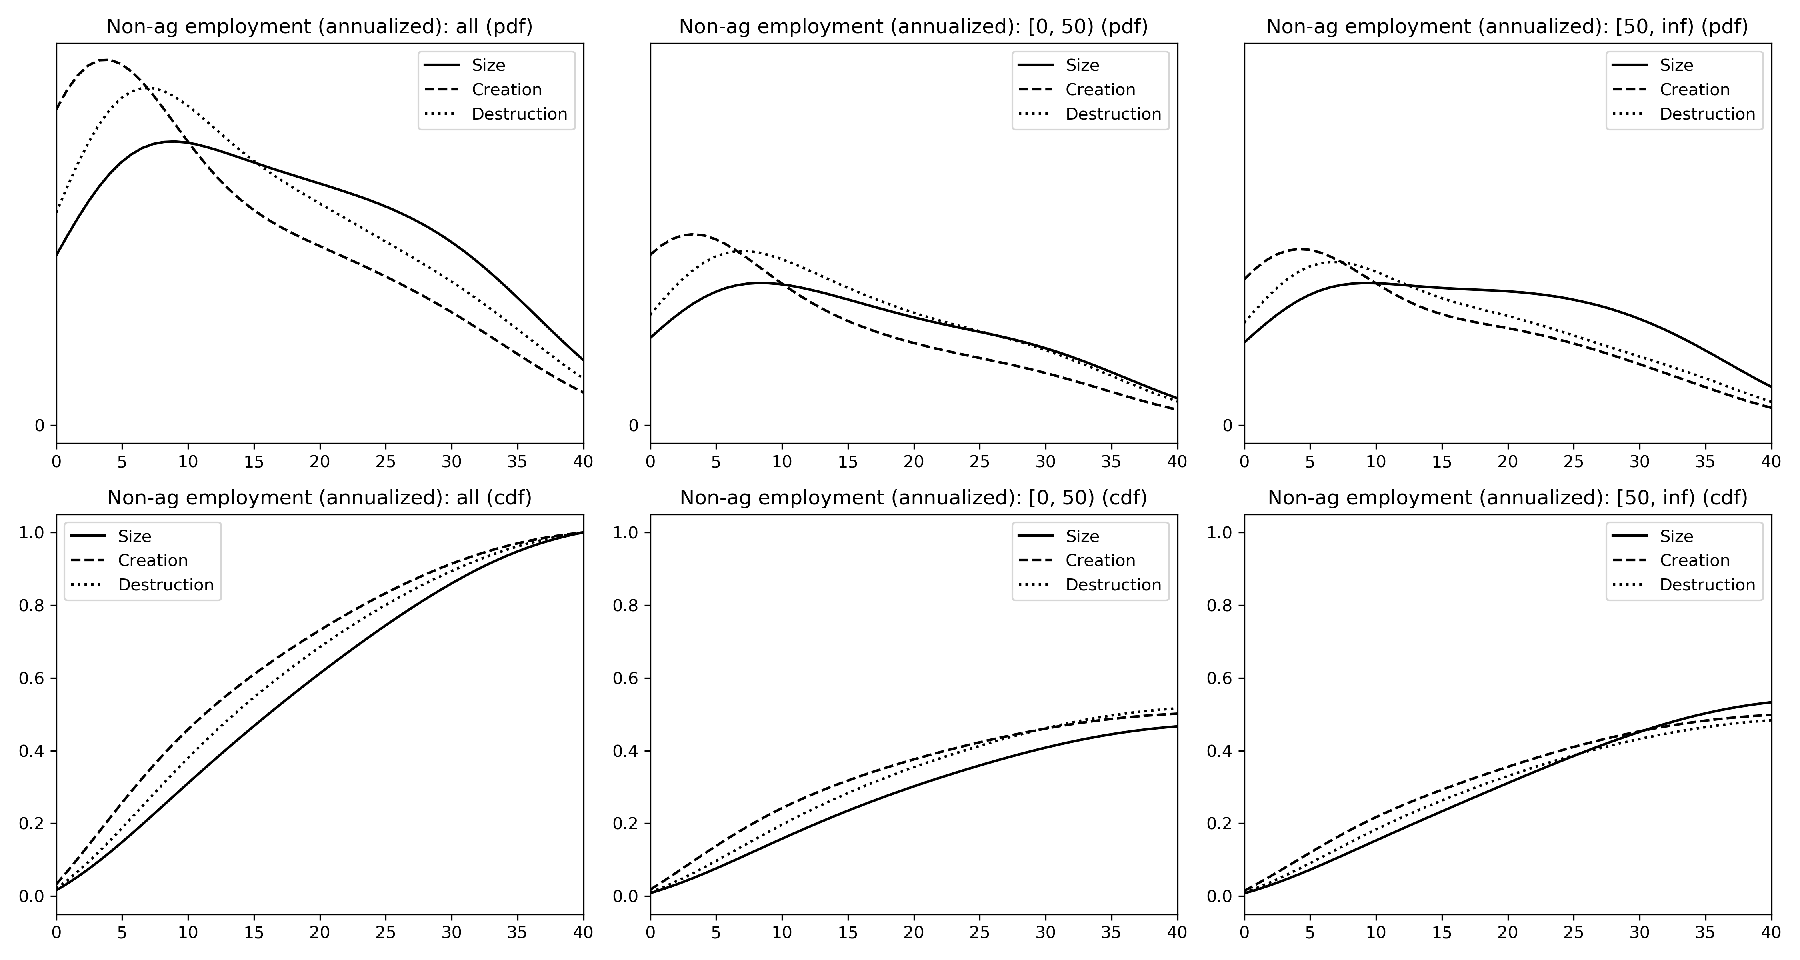 Non-ag employment (annualized): all (pdf)
Size
Creation
Destruction
0
0 5 10 15 20 25 30 35 40
Non-ag employment (annualized): [0, 50) (pdf)
Size
Creation
Destruction
0
0 5 10 15 20 25 30 35 40
Non-ag employment (annualized): [50, inf) (pdf)
Size
Creation
Destruction
0
0 5 10 15 20 25 30 35 40
Non-ag employment (annualized): all (cdf)
Size
Creation
Destruction
1.0
0.8
0.6
0.4
0.2
0.0
0 5 10 15 20 25 30 35 40
Non-ag employment (annualized): [0, 50) (cdf)
Size
Creation
Destruction
1.0
0.8
0.6
0.4
0.2
0.0
0 5 10 15 20 25 30 35 40
Non-ag employment (annualized): [50, inf) (cdf)
Size
Creation
Destruction
1.0
0.8
0.6
0.4
0.2
0.0
0 5 10 15 20 25 30 35 40